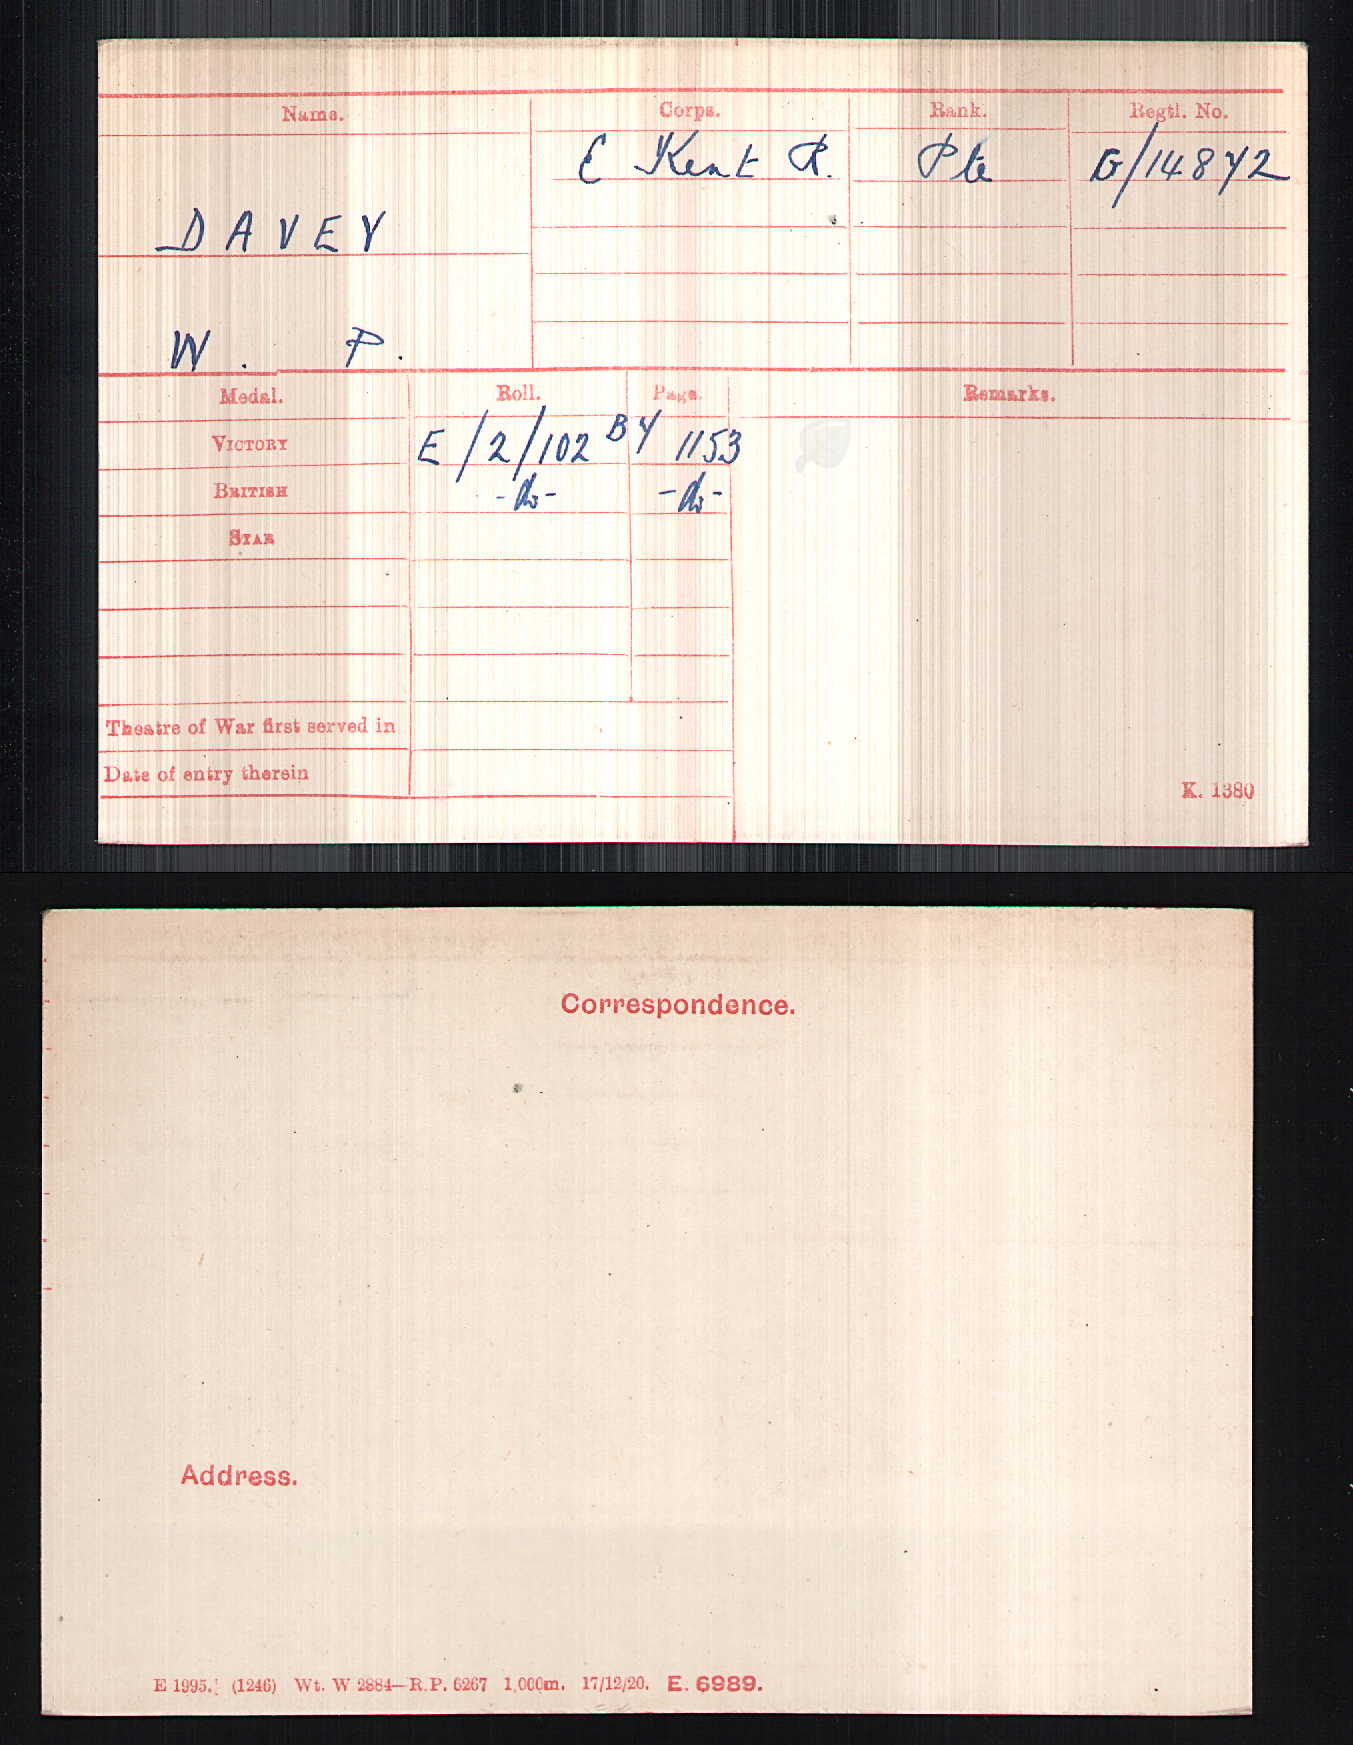 Name. Corps. Rank. Regtl. No.
E Kent R. Pte G/14872
DAVEY
W. P.
Medal. Roll. Page. Remarks.
VICTORY E/2/102 B7 1153
BRITISH -do- -do-
STAR
Theatre of War first served in
Date of entry therein
K. 1380
Correspondence.
Address.
E 1995. (1246) Wt. W 2884—R.P. 6267 1,000m. 17/12/20. E. 6989.